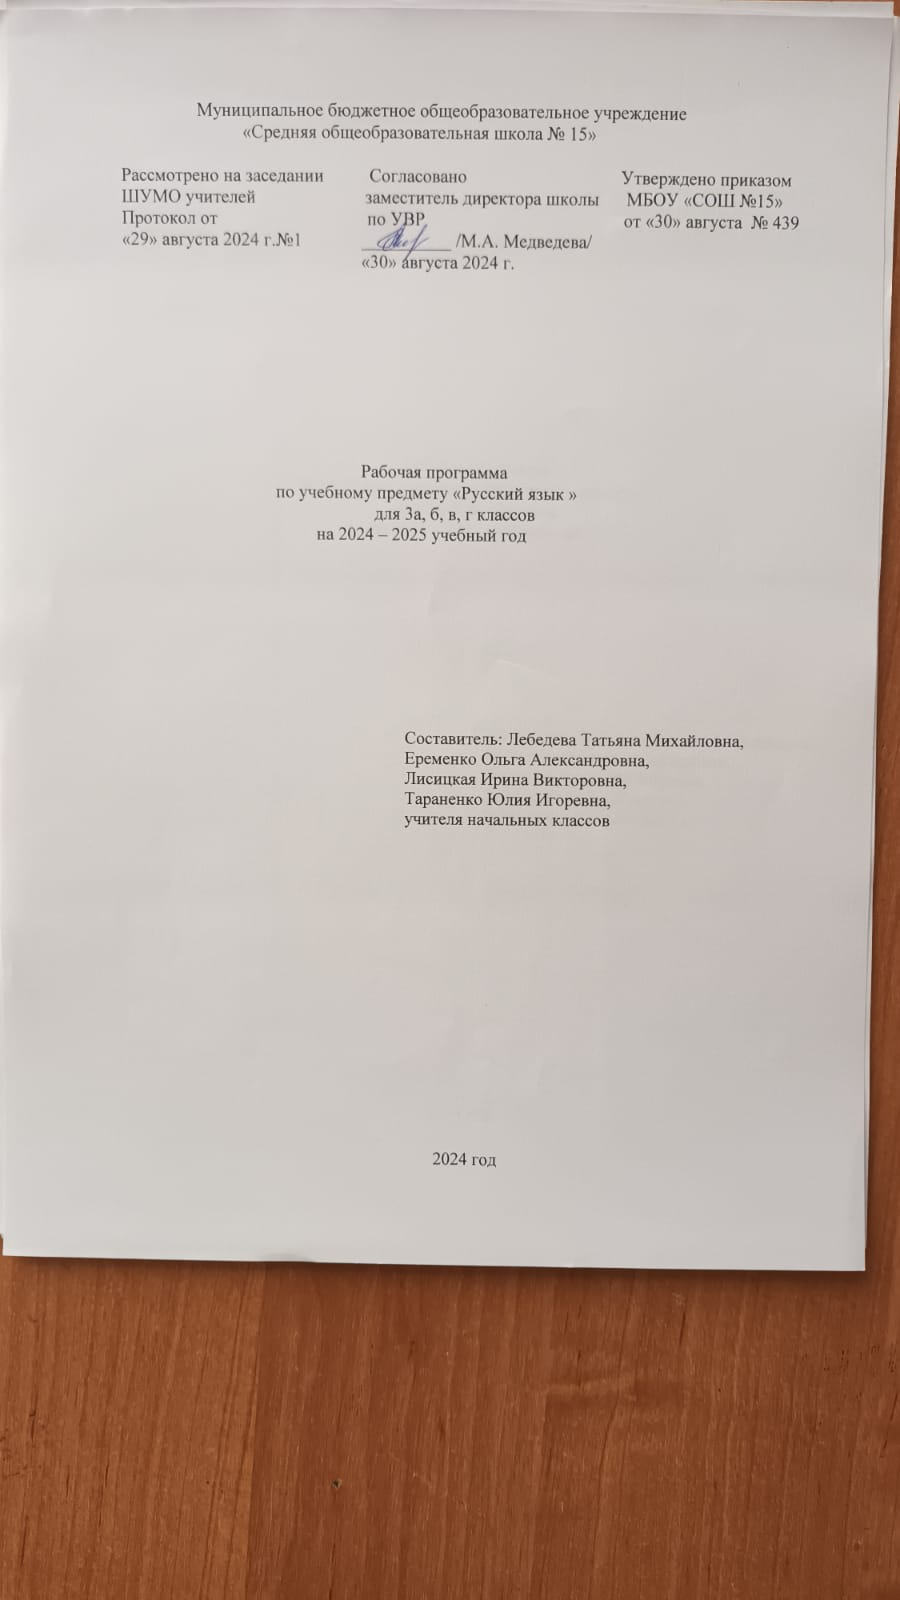 Муниципальное бюджетное общеобразовательное учреждение
«Средняя общеобразовательная школа № 15»
Рассмотрено на заседании
ШУМО учителей
Протокол от
«29» августа 2024 г.№1
Согласовано
заместитель директора школы
по УВР
__________ /М.А. Медведева/
«30» августа 2024 г.
Утверждено приказом
МБОУ «СОШ №15»
от «30» августа № 439
Рабочая программа
по учебному предмету «Русский язык »
для 3а, б, в, г классов
на 2024 – 2025 учебный год
Составитель: Лебедева Татьяна Михайловна,
Еременко Ольга Александровна,
Лисицкая Ирина Викторовна,
Тараненко Юлия Игоревна,
учителя начальных классов
2024 год